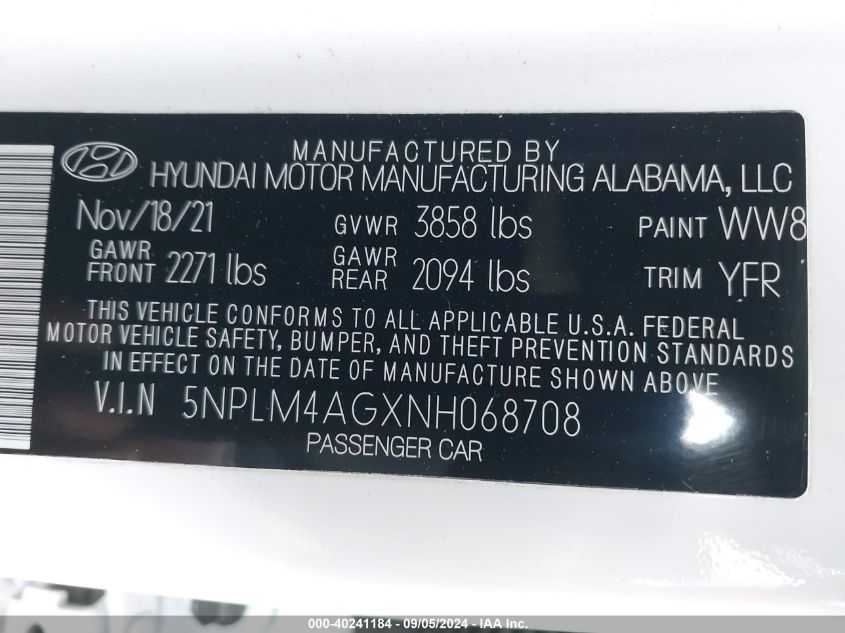 MANUFACTURED BY
HYUNDAI MOTOR MANUFACTURING ALABAMA, LLC
Nov/18/21 GVWR 3858 lbs PAINT WW8
GAWR FRONT 2271 lbs GAWR REAR 2094 lbs TRIM YFR
THIS VEHICLE CONFORMS TO ALL APPLICABLE U.S.A. FEDERAL
MOTOR VEHICLE SAFETY, BUMPER, AND THEFT PREVENTION STANDARDS
IN EFFECT ON THE DATE OF MANUFACTURE SHOWN ABOVE
V.I.N 5NPLM4AGXNH068708
PASSENGER CAR
000-40241184 - 09/05/2024 - IAA Inc.